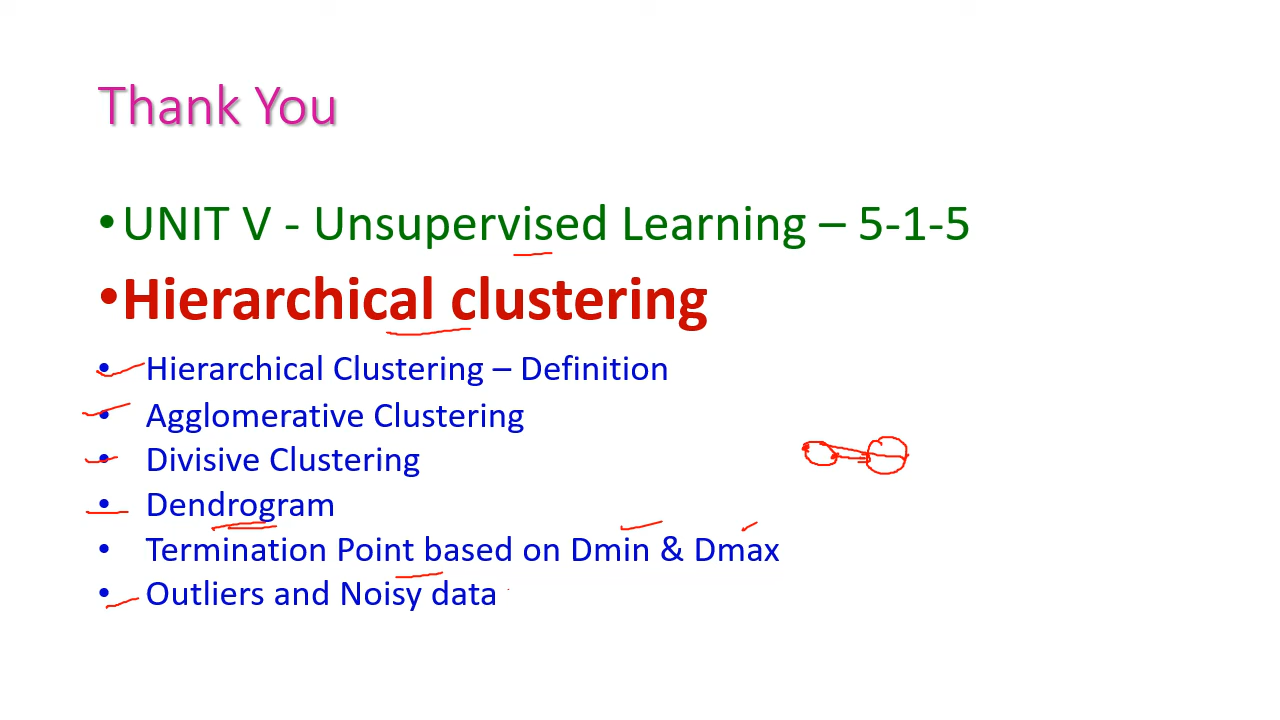 Thank You
•UNIT V - Unsupervised Learning – 5-1-5
•Hierarchical clustering
• Hierarchical Clustering – Definition
• Agglomerative Clustering
• Divisive Clustering
• Dendrogram
• Termination Point based on Dmin & Dmax
• Outliers and Noisy data